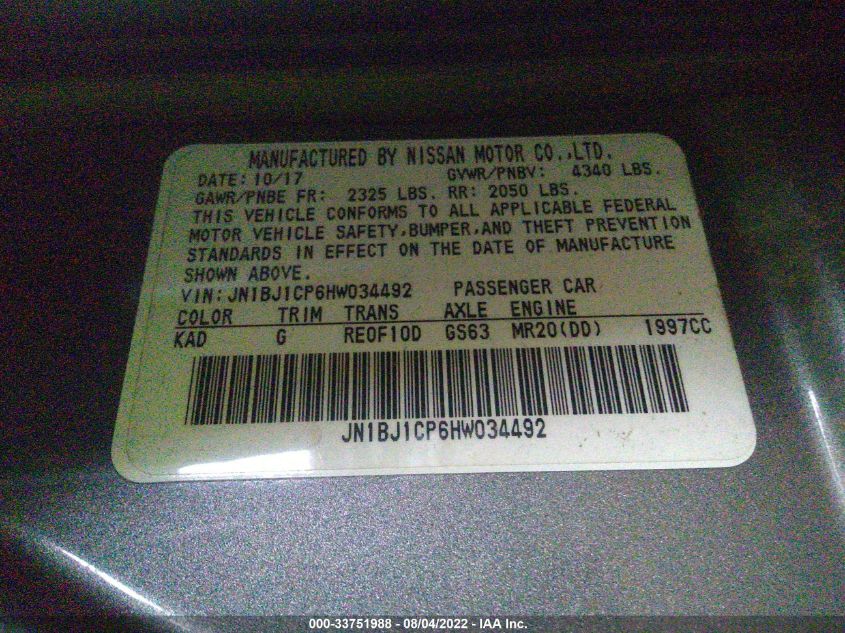 MANUFACTURED BY NISSAN MOTOR CO.,LTD.
DATE: 10/17 GVWR/PNBV: 4340 LBS.
GAWR/PNBE FR: 2325 LBS. RR: 2050 LBS.
THIS VEHICLE CONFORMS TO ALL APPLICABLE FEDERAL
MOTOR VEHICLE SAFETY,BUMPER,AND THEFT PREVENTION
STANDARDS IN EFFECT ON THE DATE OF MANUFACTURE
SHOWN ABOVE.
VIN: JN1BJ1CP6HW034492 PASSENGER CAR
COLOR TRIM TRANS AXLE ENGINE
KAD G RE0F10D GS63 MR20(DD) 1997CC
JN1BJ1CP6HW034492
000-33751988 - 08/04/2022 - IAA Inc.